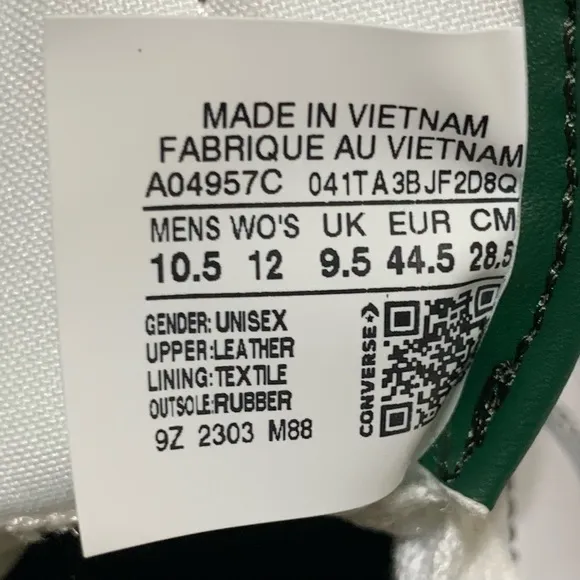 MADE IN VIETNAM
FABRIQUE AU VIETNAM
A04957C 041TA3BJF2D8Q
MENS WO'S UK EUR CM
10.5 12 9.5 44.5 28.5
GENDER: UNISEX
UPPER:LEATHER
LINING:TEXTILE
OUTSOLE:RUBBER
9Z 2303 M88
CONVERSE